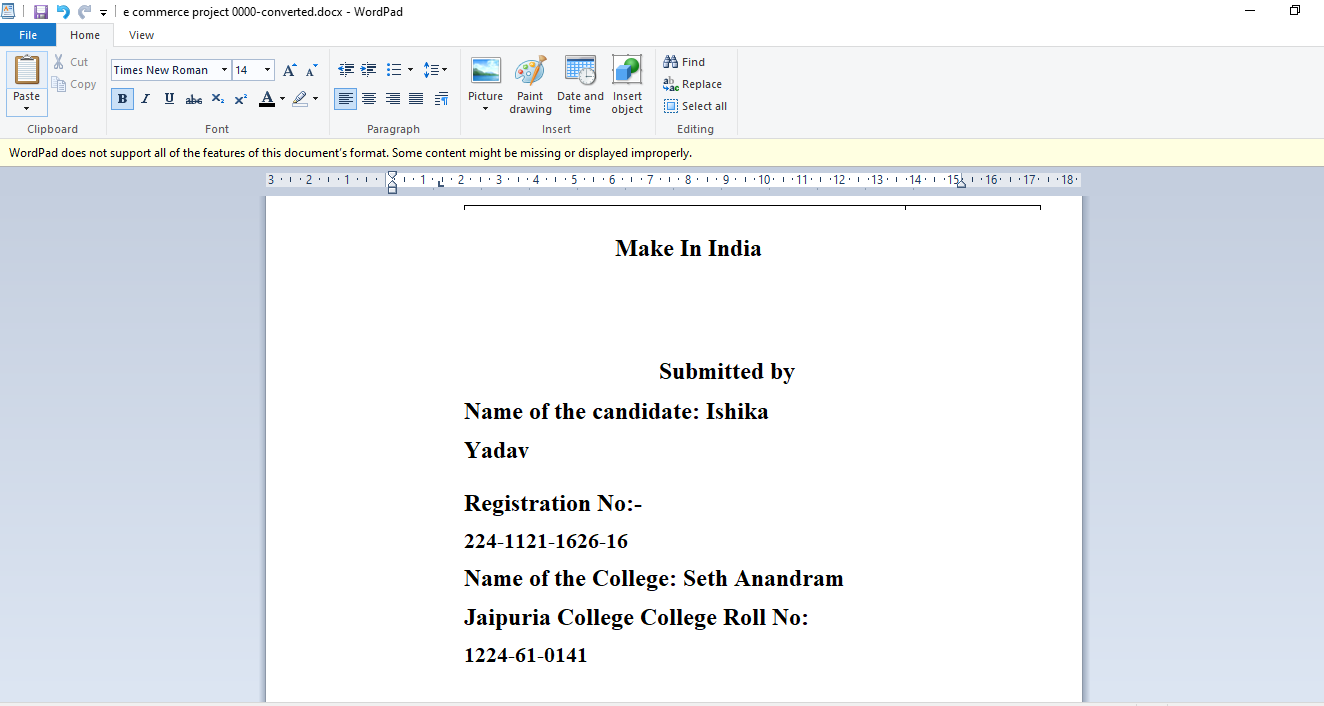 e commerce project 0000-converted.docx - WordPad
File Home View
Paste
Cut
Copy
Clipboard
Times New Roman 14
B I U abc X₂ X² A
Font
Paragraph
Picture
Paint drawing
Date and time
Insert object
Insert
Find
Replace
Select all
Editing
WordPad does not support all of the features of this document's format. Some content might be missing or displayed improperly.
3 2 1 1 2 3 4 5 6 7 8 9 10 11 12 13 14 15 16 17 18
Make In India
Submitted by
Name of the candidate: Ishika
Yadav
Registration No:-
224-1121-1626-16
Name of the College: Seth Anandram
Jaipuria College College Roll No:
1224-61-0141